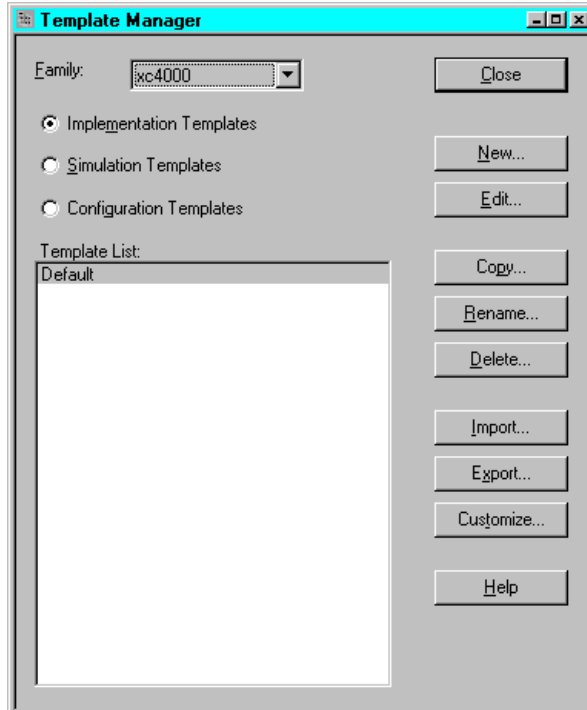 Template Manager
Family:
xc4000
Close
Implementation Templates
Simulation Templates
Configuration Templates
New...
Edit...
Template List:
Default
Copy...
Rename...
Delete...
Import...
Export...
Customize...
Help